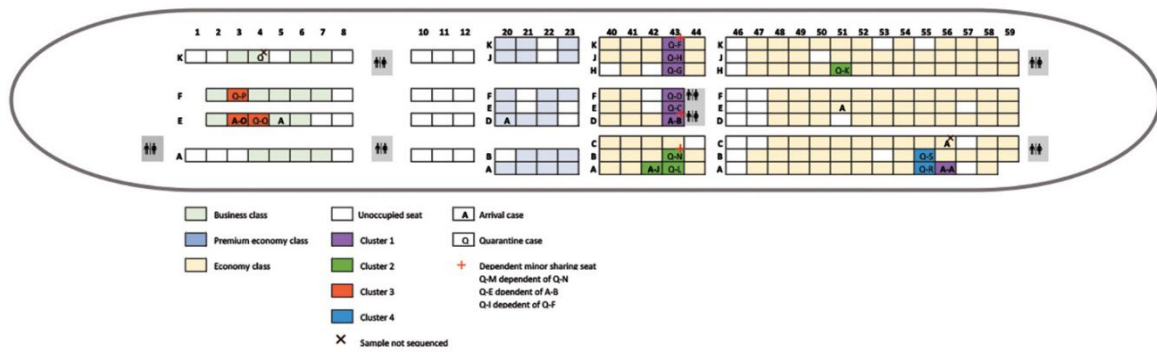 1 2 3 4 5 6 7 8 10 11 12 20 21 22 23 40 41 42 43 44 46 47 48 49 50 51 52 53 54 55 56 57 58 59
K Q K K Q-F K
J J Q-H J
H Q-G H Q-K
F Q-P F F Q-D F
E E Q-C E A
E A-O Q-O A D A D A-B D
C C A
A B B Q-N B Q-S
A A A-J Q-L A Q-R A-A
Business class
Premium economy class
Economy class
Unoccupied seat
Cluster 1
Cluster 2
Cluster 3
Cluster 4
Sample not sequenced
A Arrival case
Q Quarantine case
Dependent minor sharing seat
Q-M dependent of Q-N
Q-E dpendent of A-B
Q-I depedent of Q-F